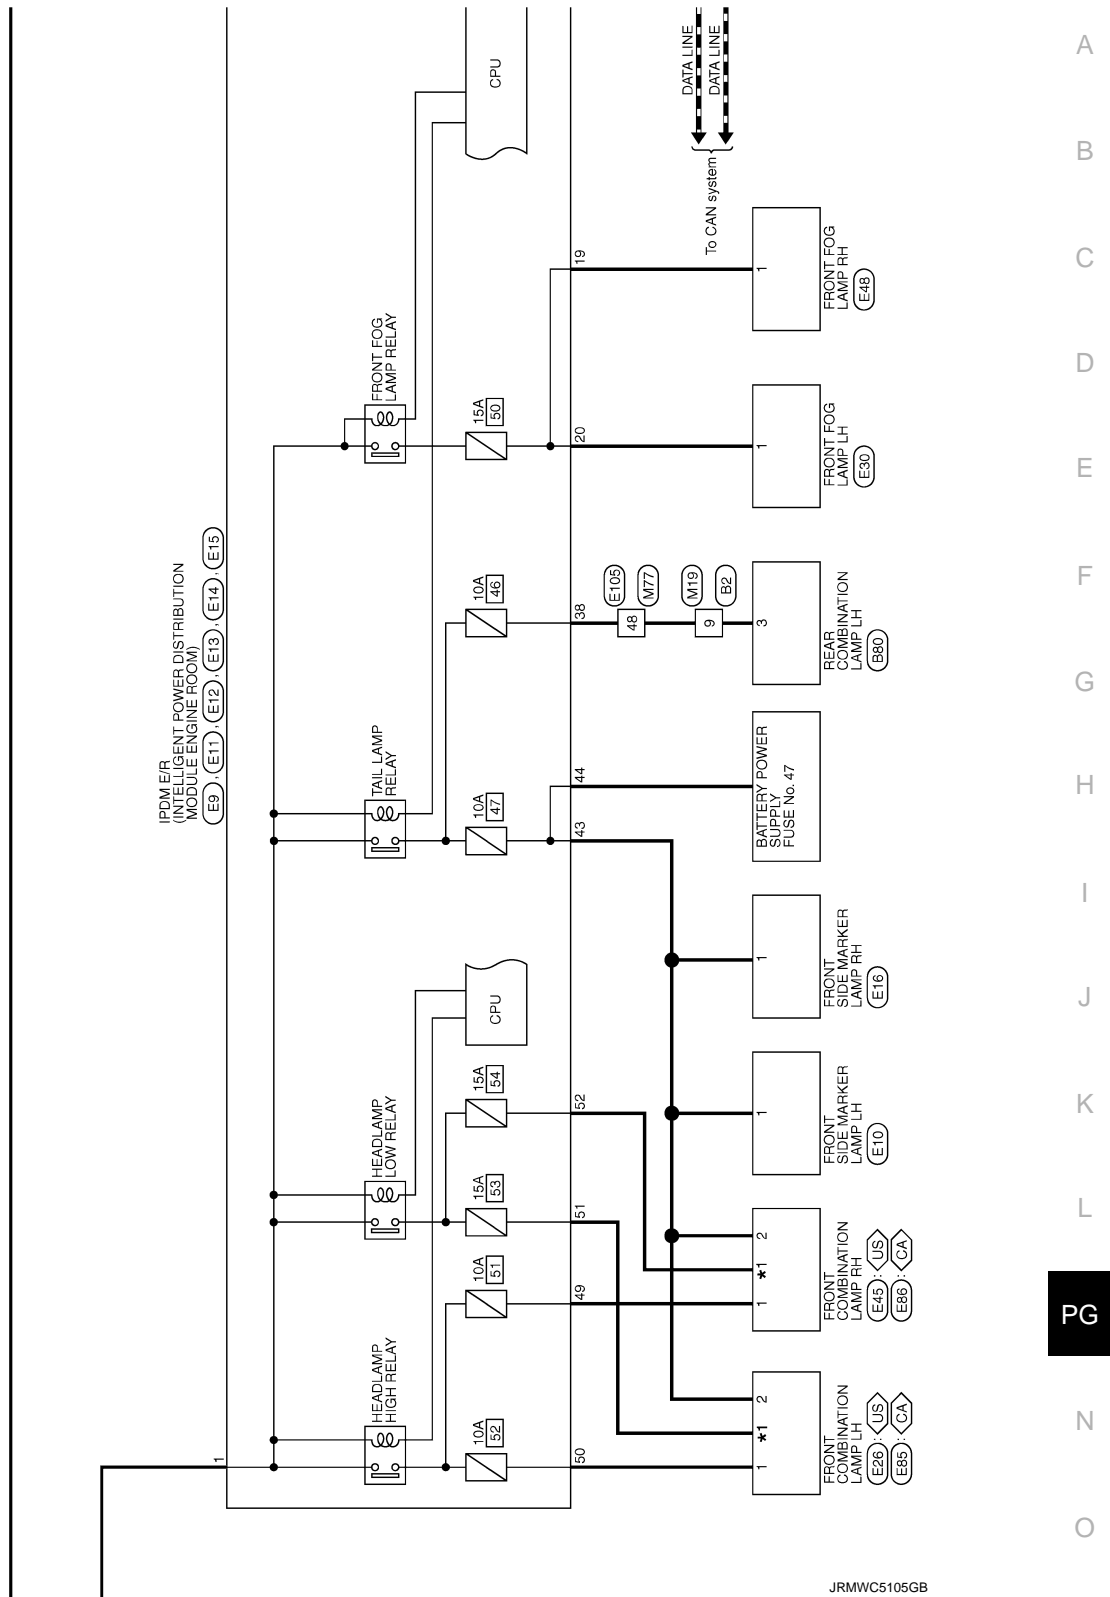 IPDM E/R
(INTELLIGENT POWER DISTRIBUTION
MODULE ENGINE ROOM)
E9 , E11 , E12 , E13 , E14 , E15
1
HEADLAMP
HIGH RELAY
HEADLAMP
LOW RELAY
TAIL LAMP
RELAY
FRONT FOG
LAMP RELAY
CPU
CPU
10A
52
10A
51
15A
53
15A
54
10A
47
10A
46
15A
50
50
49
51
52
43
44
38
20
19
48
E105
M77
9
M19
B2
DATA LINE
DATA LINE
To CAN system
1
*1
2
FRONT
COMBINATION
LAMP LH
E26 : US
E85 : CA
1
*1
2
FRONT
COMBINATION
LAMP RH
E45 : US
E86 : CA
1
FRONT
SIDE MARKER
LAMP LH
E10
1
FRONT
SIDE MARKER
LAMP RH
E16
BATTERY POWER
SUPPLY
FUSE No. 47
3
REAR
COMBINATION
LAMP LH
B80
1
FRONT FOG
LAMP LH
E30
1
FRONT FOG
LAMP RH
E48
A
B
C
D
E
F
G
H
I
J
K
L
PG
N
O
JRMWC5105GB